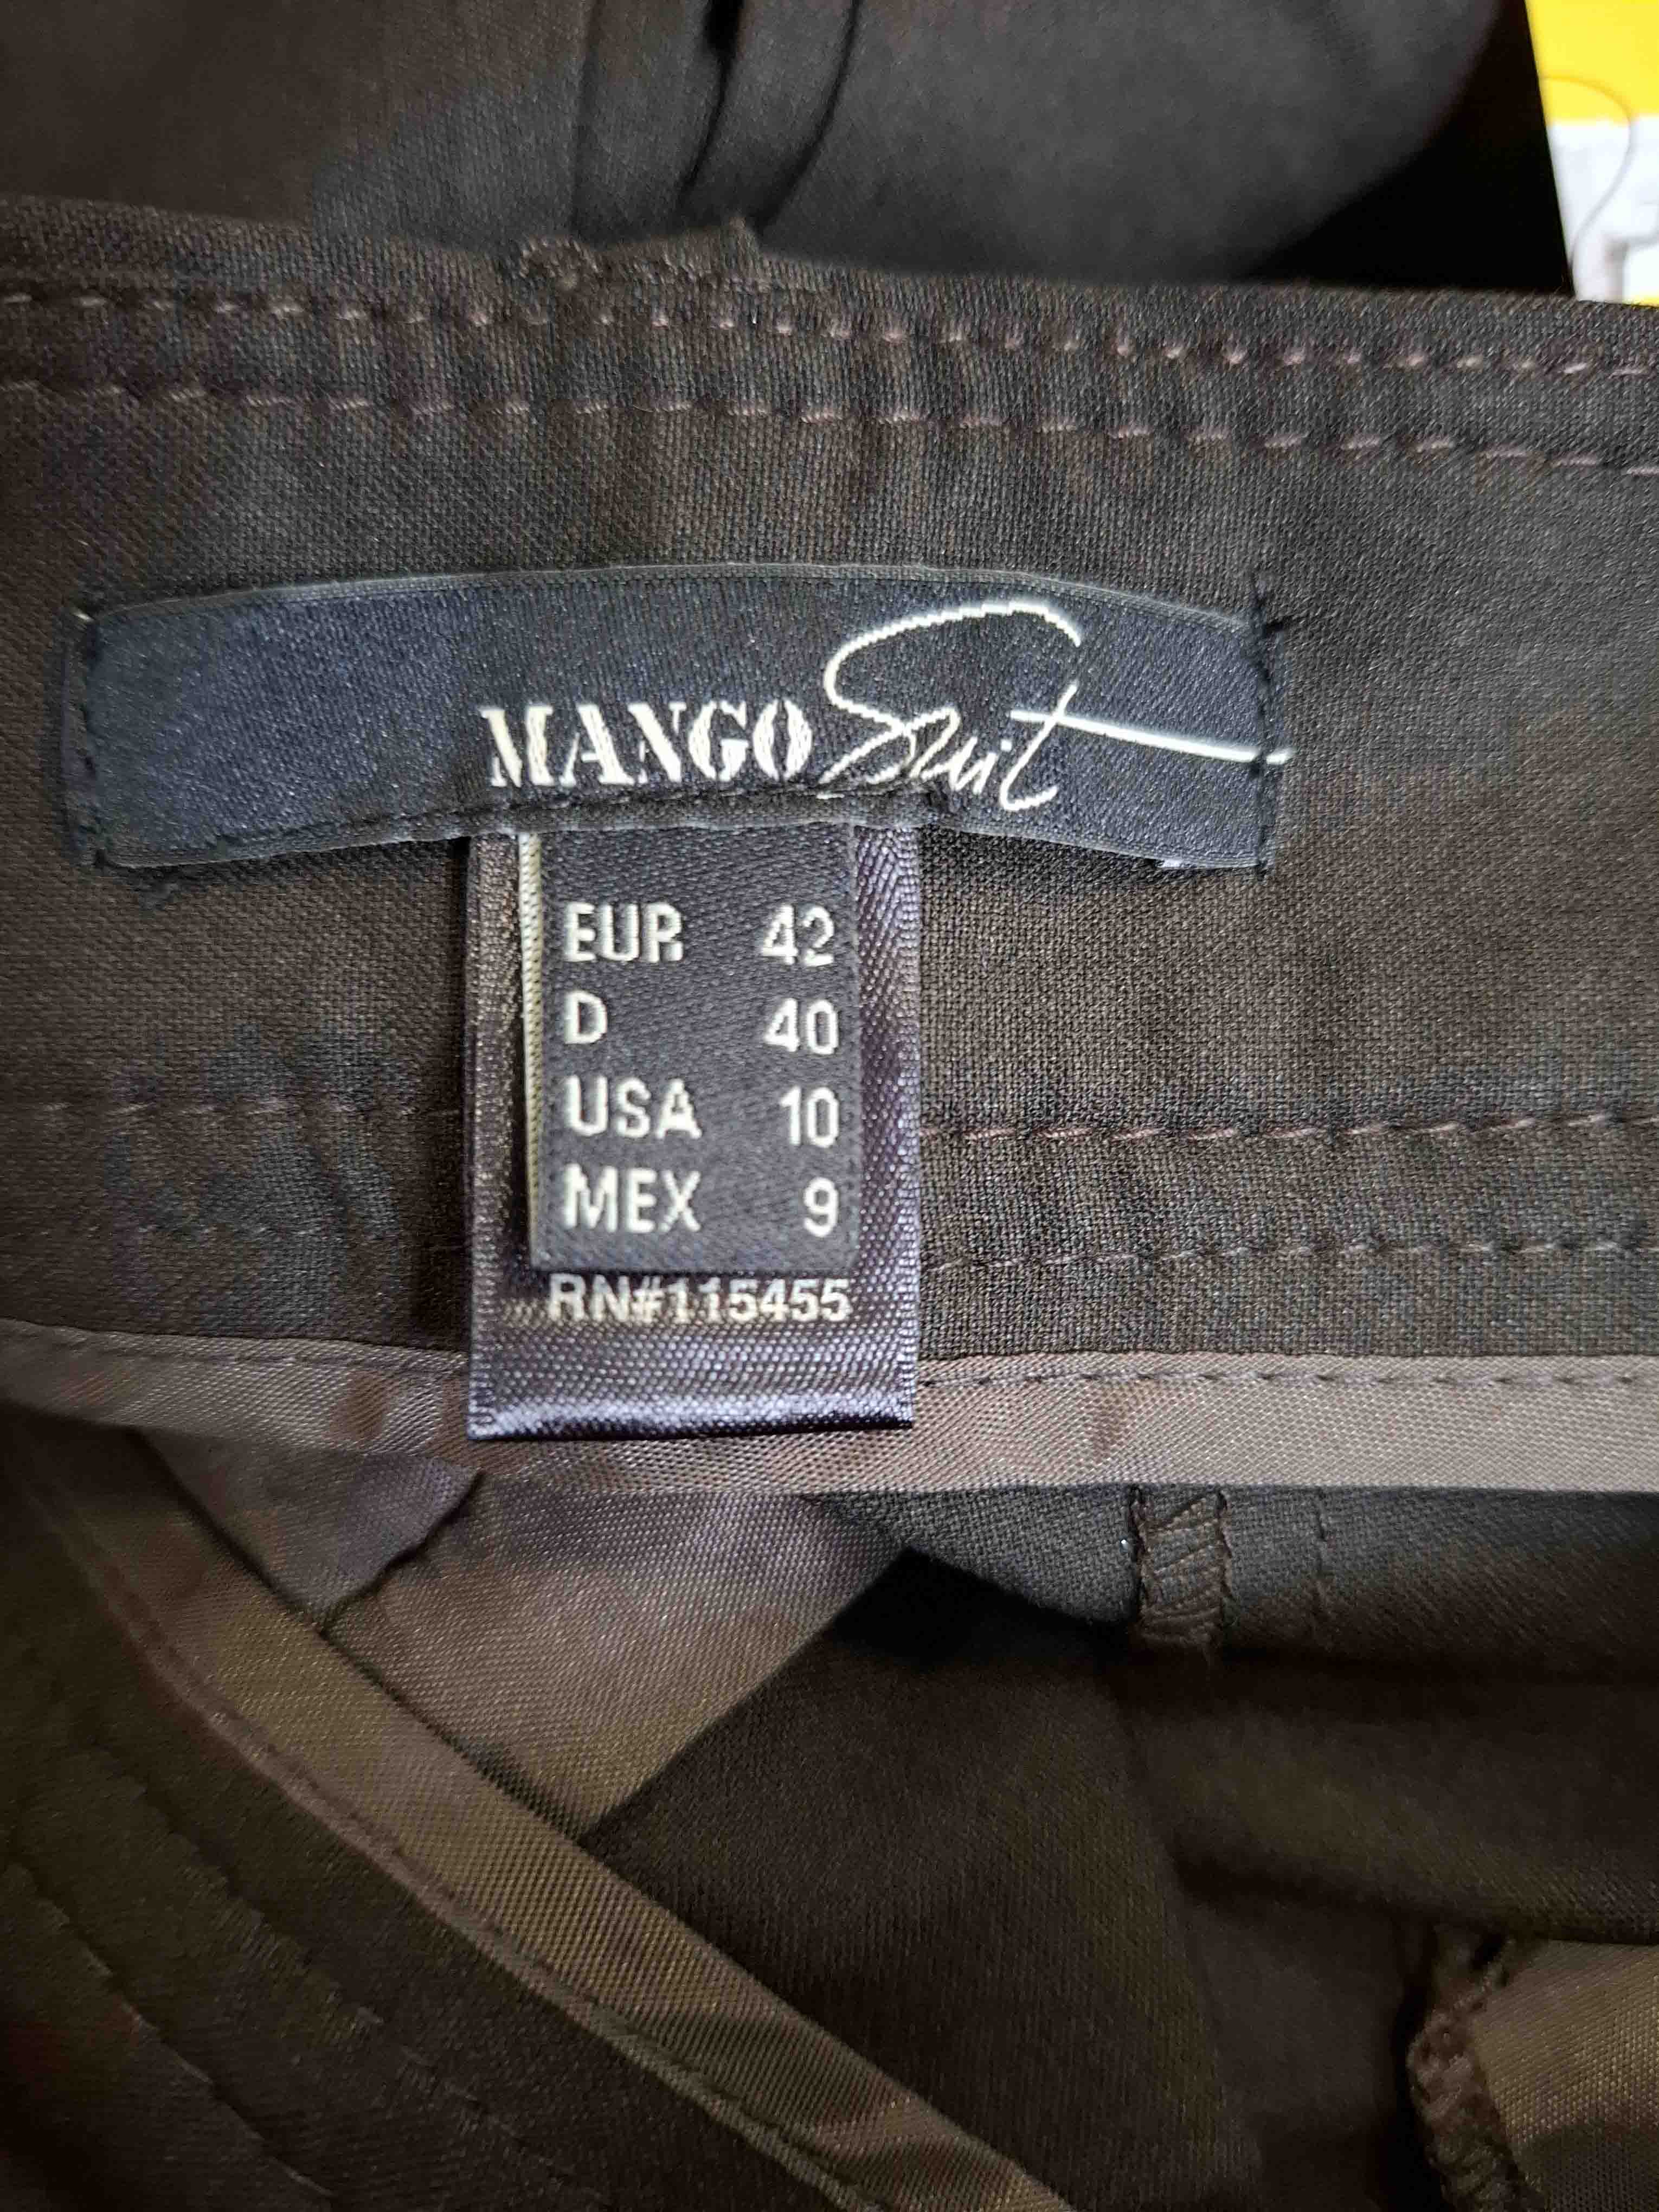 MANGO Suit
EUR 42
D 40
USA 10
MEX 9
RN#115455